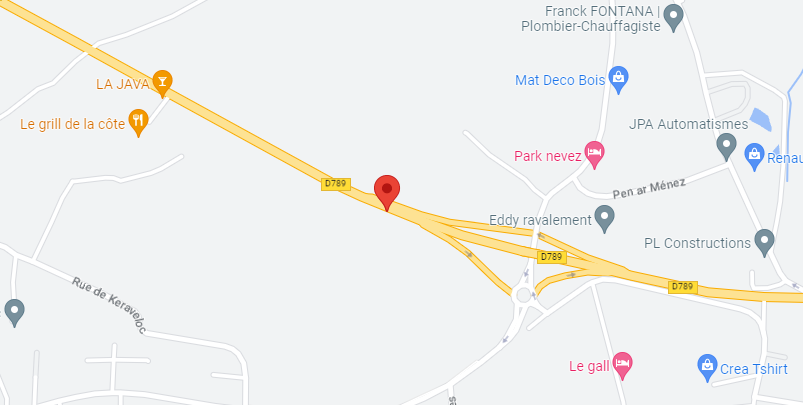 Franck FONTANA |
Plombier-Chauffagiste
Mat Deco Bois
LA JAVA
Le grill de la côte
JPA Automatismes
Renau
Park nevez
D789
Pen ar Ménez
Eddy ravalement
PL Constructions
D789
D789
Rue de Keraveloc
Le gall
Crea Tshirt
es